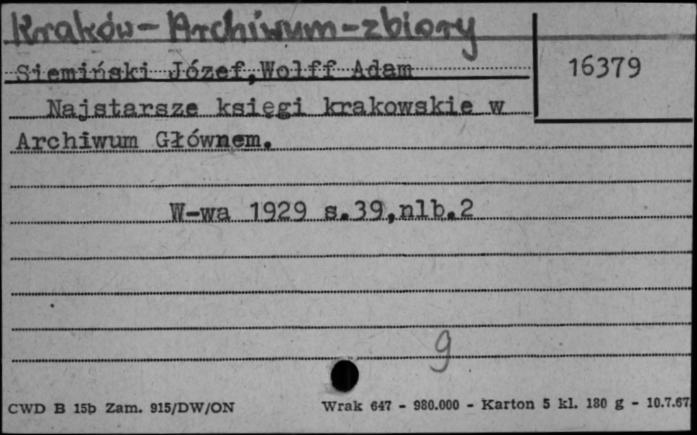 Kraków - Archiwum - zbiory
Siemiński Józef, Wolff Adam
16379
Najstarsze księgi krakowskie w
Archiwum Głównem.
W-wa 1929 s.39,nlb.2
9
CWD B 15b Zam. 915/DW/ON Wrak 647 - 980.000 - Karton 5 kl. 180 g - 10.7.67